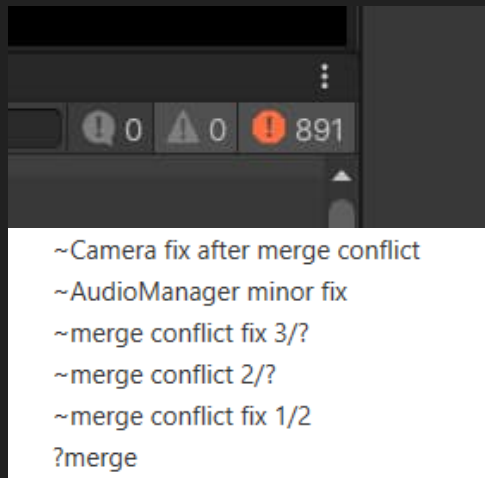 0 0 891
~Camera fix after merge conflict
~AudioManager minor fix
~merge conflict fix 3/?
~merge conflict 2/?
~merge conflict fix 1/2
?merge